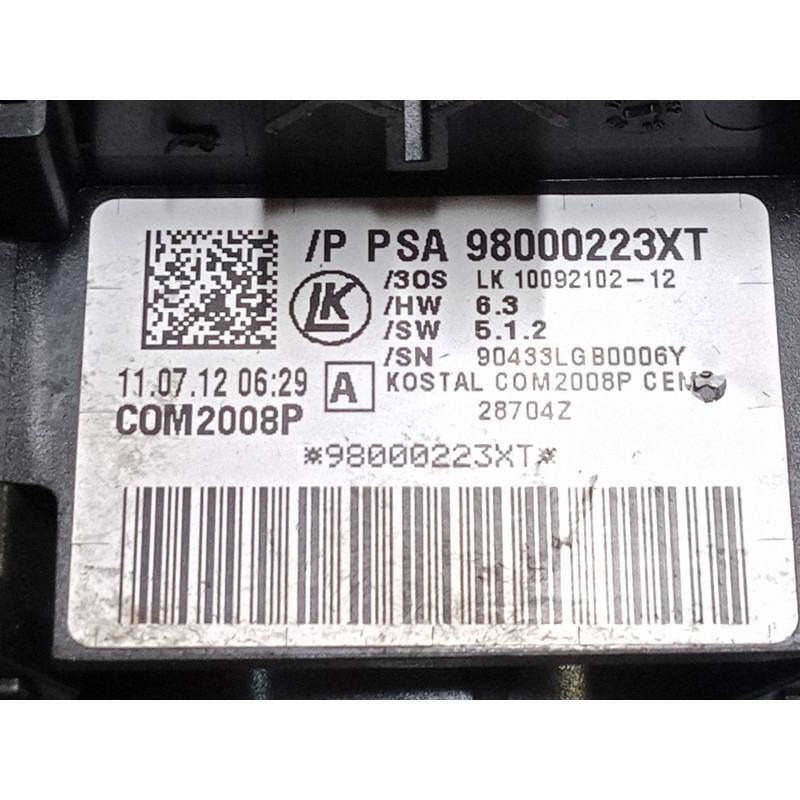 /P PSA 98000223XT
/3OS LK 10092102-12
LK
/HW 6.3
/SW 5.1.2
/SN 90433LGB0006Y
11.07.12 06:29 A KOSTAL COM2008P
COM2008P 28704Z
*98000223XT*